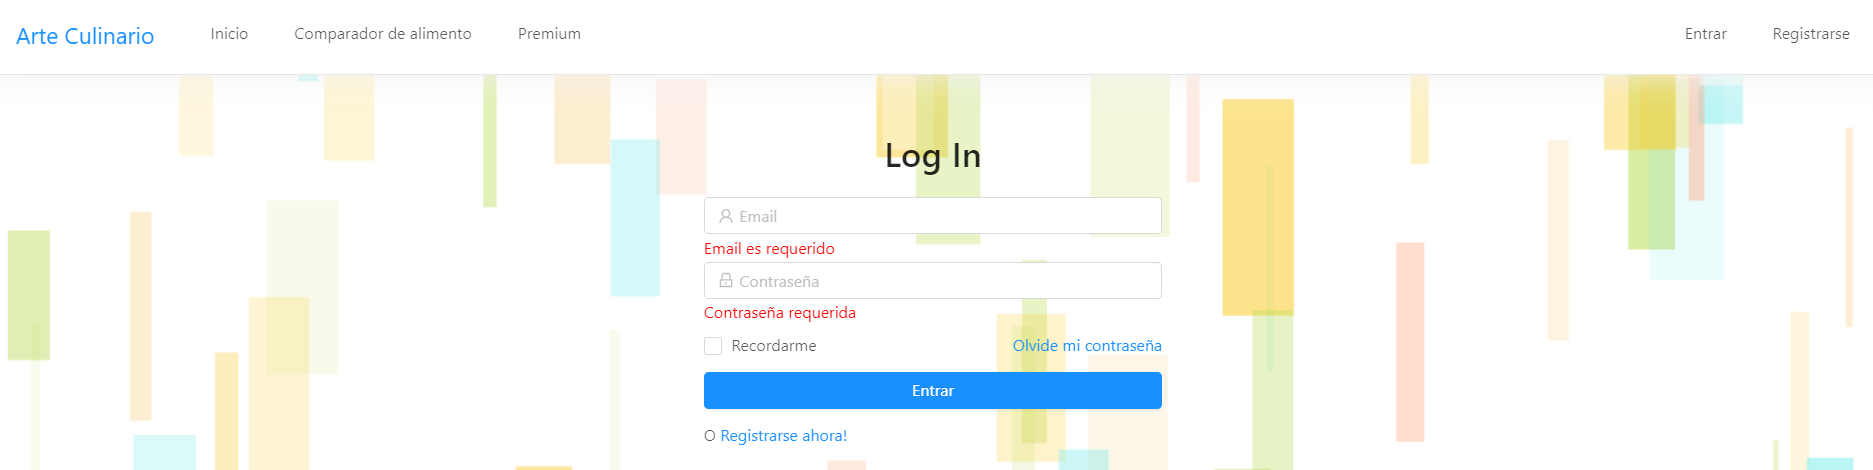 Arte Culinario Inicio Comparador de alimento Premium Entrar Registrarse
Log In
Email
Email es requerido
Contraseña
Contraseña requerida
Recordarme Olvide mi contraseña
Entrar
O Registrarse ahora!